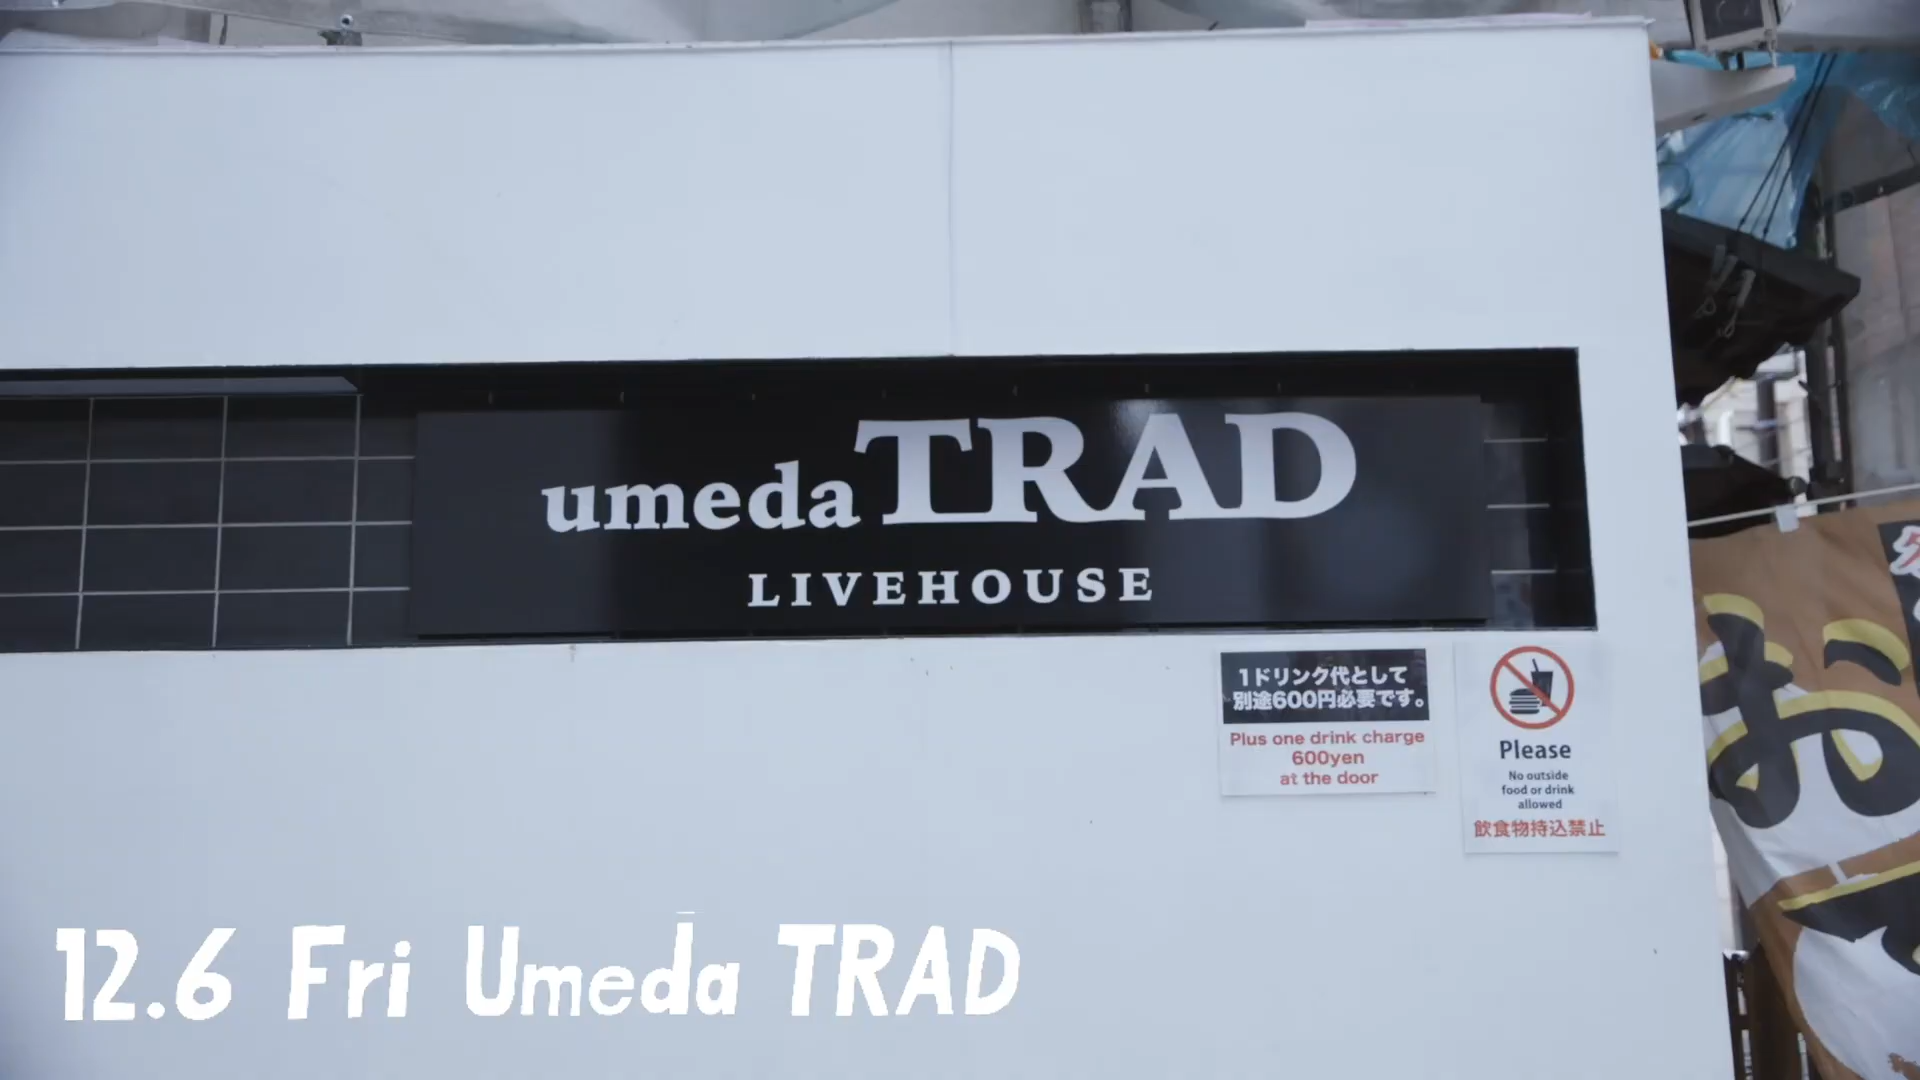 umeda TRAD
LIVEHOUSE
1ドリンク代として
別途600円必要です。
Plus one drink charge
600yen
at the door
Please
No outside
food or drink
allowed
飲食物持込禁止
お
12.6 Fri Umeda TRAD